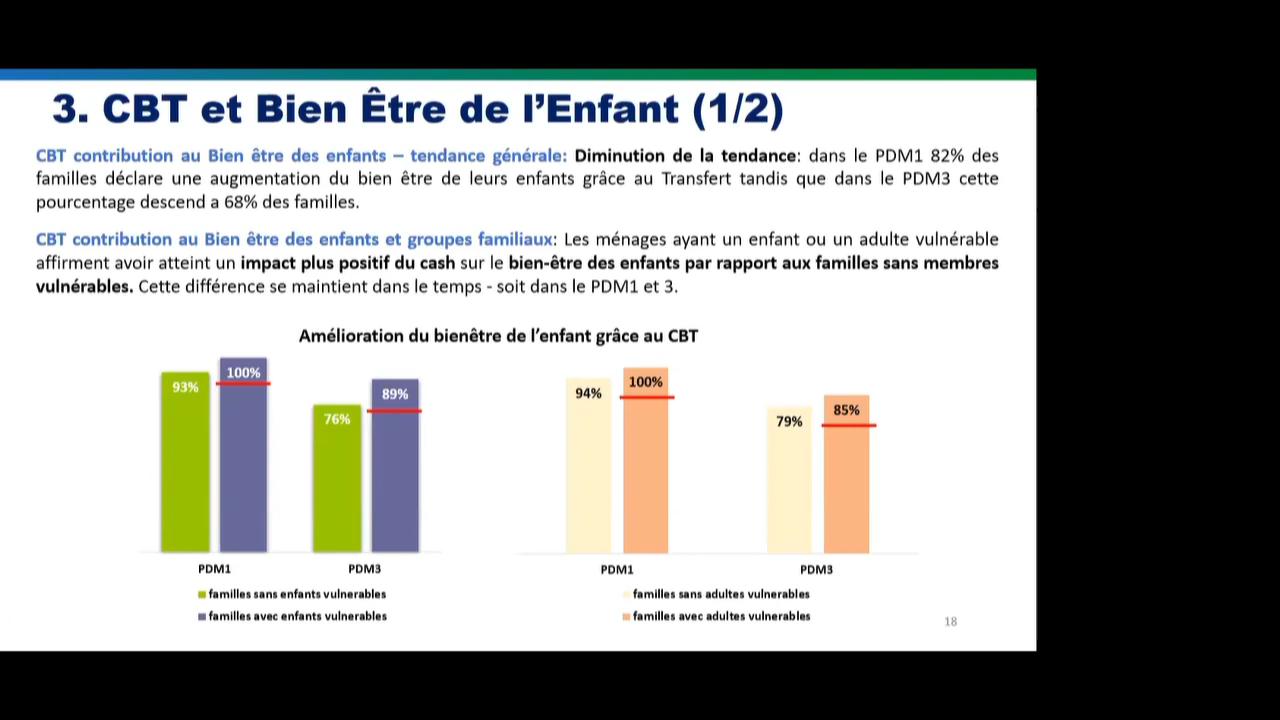 3. CBT et Bien Être de l’Enfant (1/2)
CBT contribution au Bien être des enfants – tendance générale: Diminution de la tendance: dans le PDM1 82% des
familles déclare une augmentation du bien être de leurs enfants grâce au Transfert tandis que dans le PDM3 cette
pourcentage descend a 68% des familles.
CBT contribution au Bien être des enfants et groupes familiaux: Les ménages ayant un enfant ou un adulte vulnérable
affirment avoir atteint un impact plus positif du cash sur le bien-être des enfants par rapport aux familles sans membres
vulnérables. Cette différence se maintient dans le temps - soit dans le PDM1 et 3.
Amélioration du bienêtre de l’enfant grâce au CBT
93%
100%
76%
89%
PDM1
PDM3
familles sans enfants vulnerables
familles avec enfants vulnerables
94%
100%
79%
85%
PDM1
PDM3
familles sans adultes vulnerables
familles avec adultes vulnerables
18